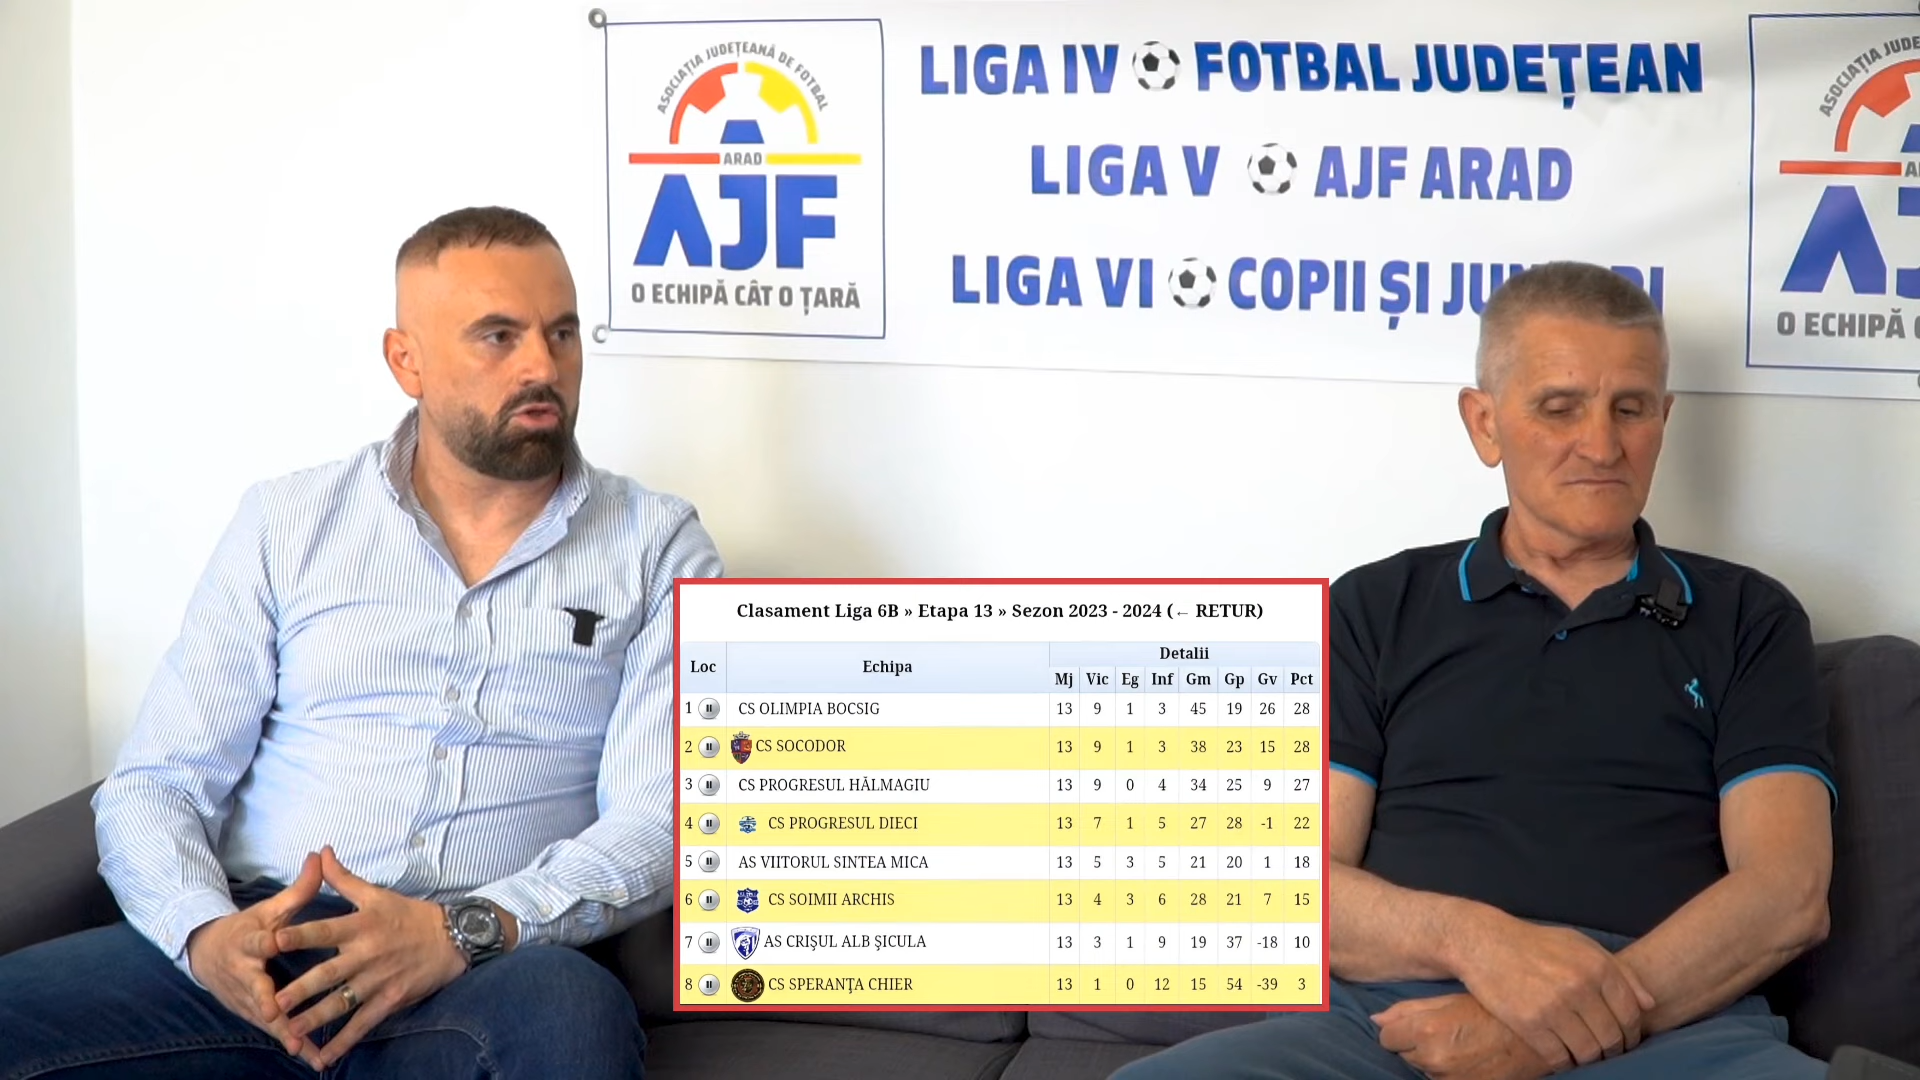 ASOCIAȚIA JUDEȚEANĂ DE FOTBAL
ARAD
AJF
O ECHIPĂ CÂT O ȚARĂ
LIGA IV FOTBAL JUDEȚEAN
LIGA V AJF ARAD
LIGA VI COPII ȘI
ASOCIAȚIA
O ECHIPĂ
Clasament Liga 6B » Etapa 13 » Sezon 2023 - 2024 (← RETUR)
Loc Echipa Detalii
Mj Vic Eg Inf Gm Gp Gv Pct
1 CS OLIMPIA BOCSIG 13 9 1 3 45 19 26 28
2 CS SOCODOR 13 9 1 3 38 23 15 28
3 CS PROGRESUL HĂLMAGIU 13 9 0 4 34 25 9 27
4 CS PROGRESUL DIECI 13 7 1 5 27 28 -1 22
5 AS VIITORUL SINTEA MICA 13 5 3 5 21 20 1 18
6 CS SOIMII ARCHIS 13 4 3 6 28 21 7 15
7 AS CRIŞUL ALB ŞICULA 13 3 1 9 19 37 -18 10
8 CS SPERANŢA CHIER 13 1 0 12 15 54 -39 3